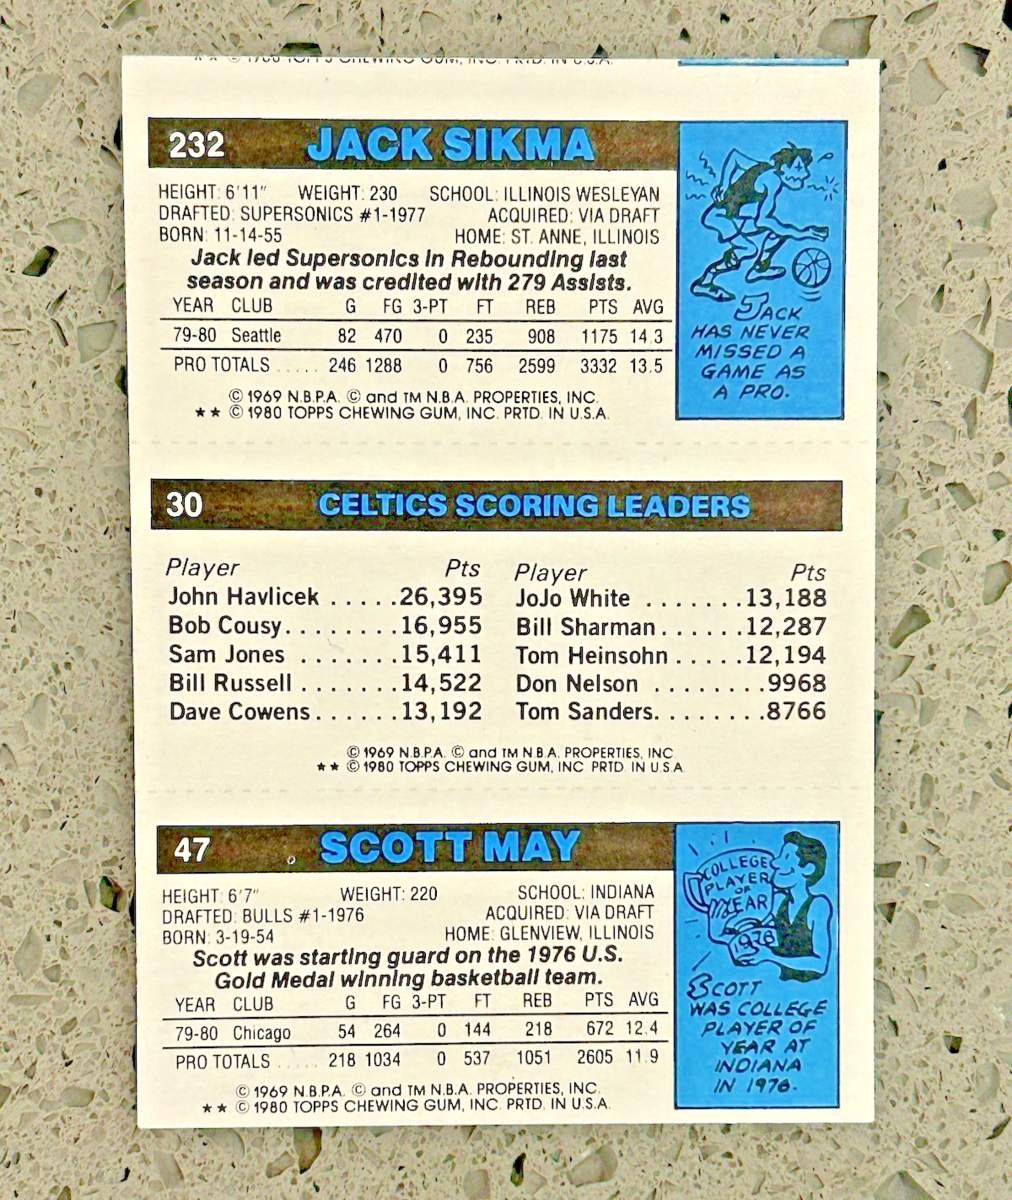 ★★ © 1980 TOPPS CHEWING GUM, INC. PRTD. IN U.S.A.
232 JACK SIKMA
HEIGHT: 6'11" WEIGHT: 230 SCHOOL: ILLINOIS WESLEYAN
DRAFTED: SUPERSONICS #1-1977 ACQUIRED: VIA DRAFT
BORN: 11-14-55 HOME: ST. ANNE, ILLINOIS
Jack led Supersonics in Rebounding last
season and was credited with 279 Assists.
YEAR CLUB G FG 3-PT FT REB PTS AVG
79-80 Seattle 82 470 0 235 908 1175 14.3
PRO TOTALS ..... 246 1288 0 756 2599 3332 13.5
© 1969 N.B.P.A. © and TM N.B.A. PROPERTIES, INC.
★★ © 1980 TOPPS CHEWING GUM, INC. PRTD. IN U.S.A.
JACK
HAS NEVER
MISSED A
GAME AS
A PRO.
30 CELTICS SCORING LEADERS
Player Pts Player Pts
John Havlicek .....26,395 JoJo White .......13,188
Bob Cousy........16,955 Bill Sharman......12,287
Sam Jones .......15,411 Tom Heinsohn.....12,194
Bill Russell .......14,522 Don Nelson ........9968
Dave Cowens......13,192 Tom Sanders........8766
© 1969 N.B.P.A. © and TM N.B.A. PROPERTIES, INC.
★★ © 1980 TOPPS CHEWING GUM, INC. PRTD. IN U.S.A.
47 SCOTT MAY
HEIGHT: 6'7" WEIGHT: 220 SCHOOL: INDIANA
DRAFTED: BULLS #1-1976 ACQUIRED: VIA DRAFT
BORN: 3-19-54 HOME: GLENVIEW, ILLINOIS
Scott was starting guard on the 1976 U.S.
Gold Medal winning basketball team.
YEAR CLUB G FG 3-PT FT REB PTS AVG
79-80 Chicago 54 264 0 144 218 672 12.4
PRO TOTALS ..... 218 1034 0 537 1051 2605 11.9
© 1969 N.B.P.A. © and TM N.B.A. PROPERTIES, INC.
★★ © 1980 TOPPS CHEWING GUM, INC. PRTD. IN U.S.A.
COLLEGE
PLAYER
OF
YEAR
1976
SCOTT
WAS COLLEGE
PLAYER OF
YEAR AT
INDIANA
IN 1976.